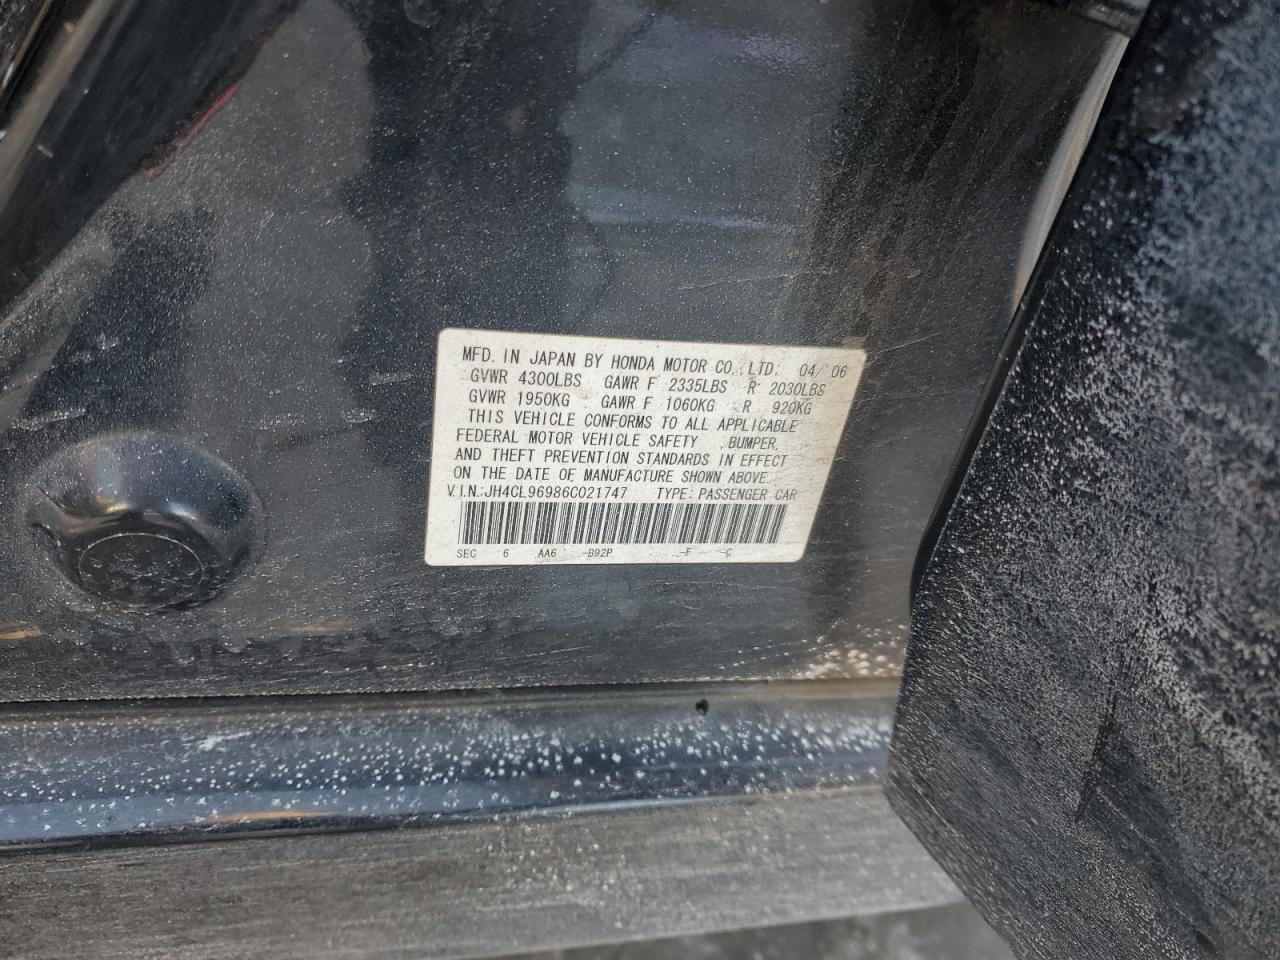 MFD. IN JAPAN BY HONDA MOTOR CO., LTD. 04/06
GVWR 4300LBS GAWR F 2335LBS R 2030LBS
GVWR 1950KG GAWR F 1060KG R 920KG
THIS VEHICLE CONFORMS TO ALL APPLICABLE
FEDERAL MOTOR VEHICLE SAFETY ,BUMPER,
AND THEFT PREVENTION STANDARDS IN EFFECT
ON THE DATE OF MANUFACTURE SHOWN ABOVE.
V.I.N.:JH4CL96986C021747 TYPE: PASSENGER CAR
SEC 6 AA6 -B92P -F -C